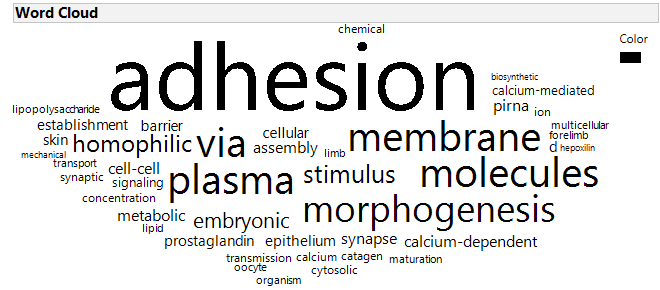 Word Cloud
chemical
Color
adhesion
biosynthetic
calcium-mediated
pirna
ion
lipopolysaccharide
establishment
barrier
multicellular
skin
homophilic
via
cellular
membrane
forelimb
assembly
d
hepoxilin
mechanical
limb
transport
cell-cell
synaptic
signaling
plasma
stimulus
molecules
concentration
metabolic
embryonic
morphogenesis
lipid
prostaglandin
epithelium
synapse
calcium-dependent
transmission
calcium
catagen
maturation
oocyte
cytosolic
organism